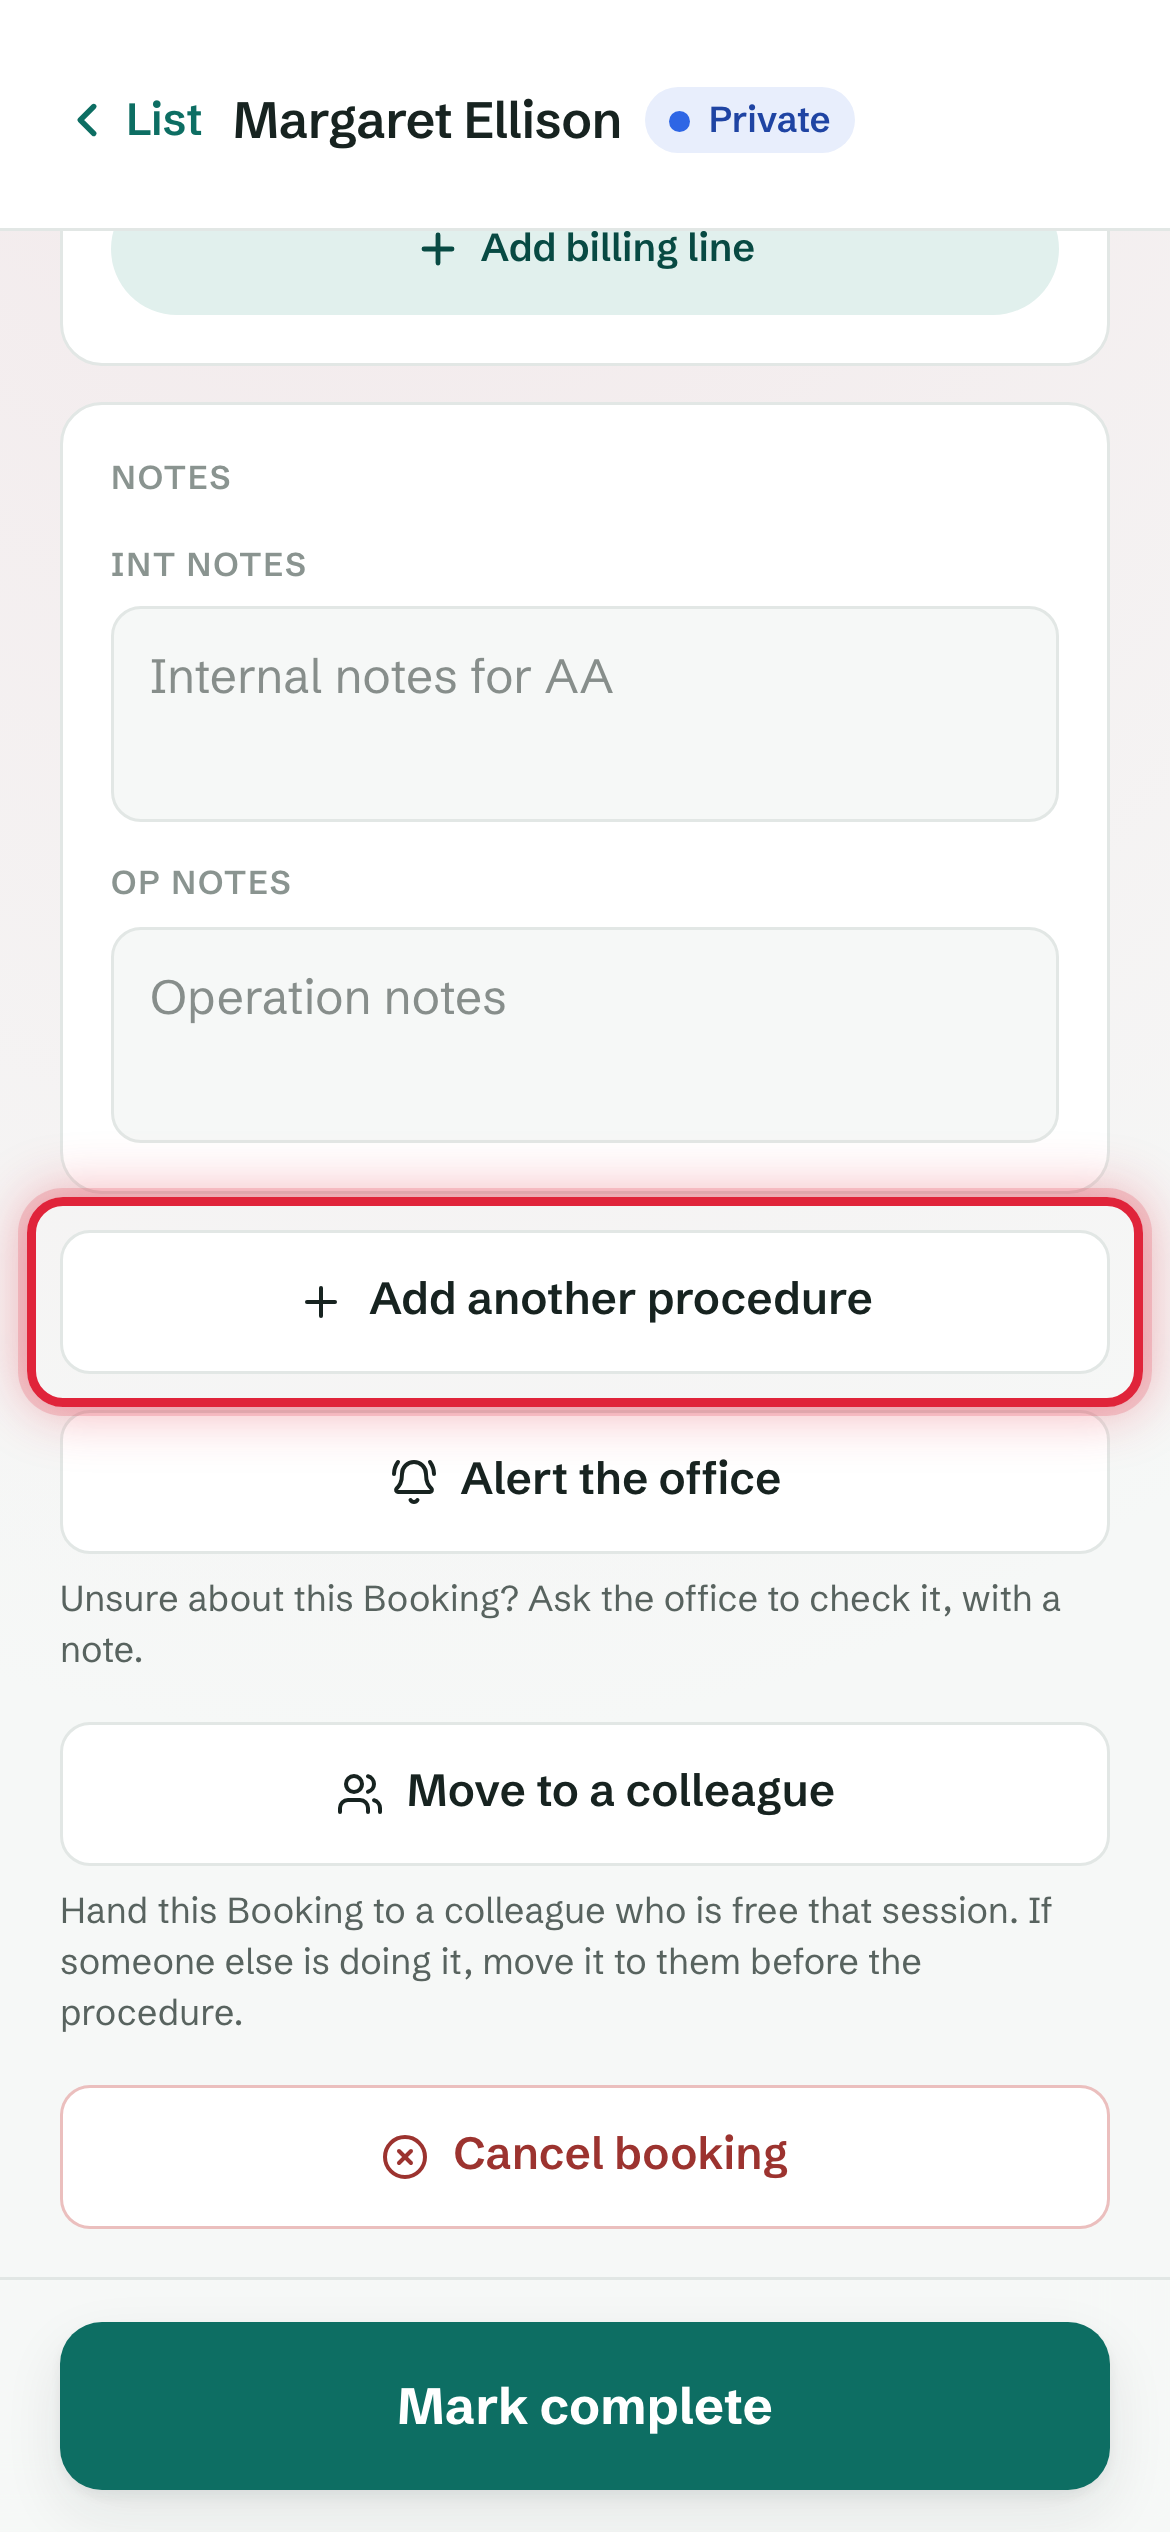 List Margaret Ellison Private
Add billing line
NOTES
INT NOTES
Internal notes for AA
OP NOTES
Operation notes
Add another procedure
Alert the office
Unsure about this Booking? Ask the office to check it, with a
note.
Move to a colleague
Hand this Booking to a colleague who is free that session. If
someone else is doing it, move it to them before the
procedure.
Cancel booking
Mark complete